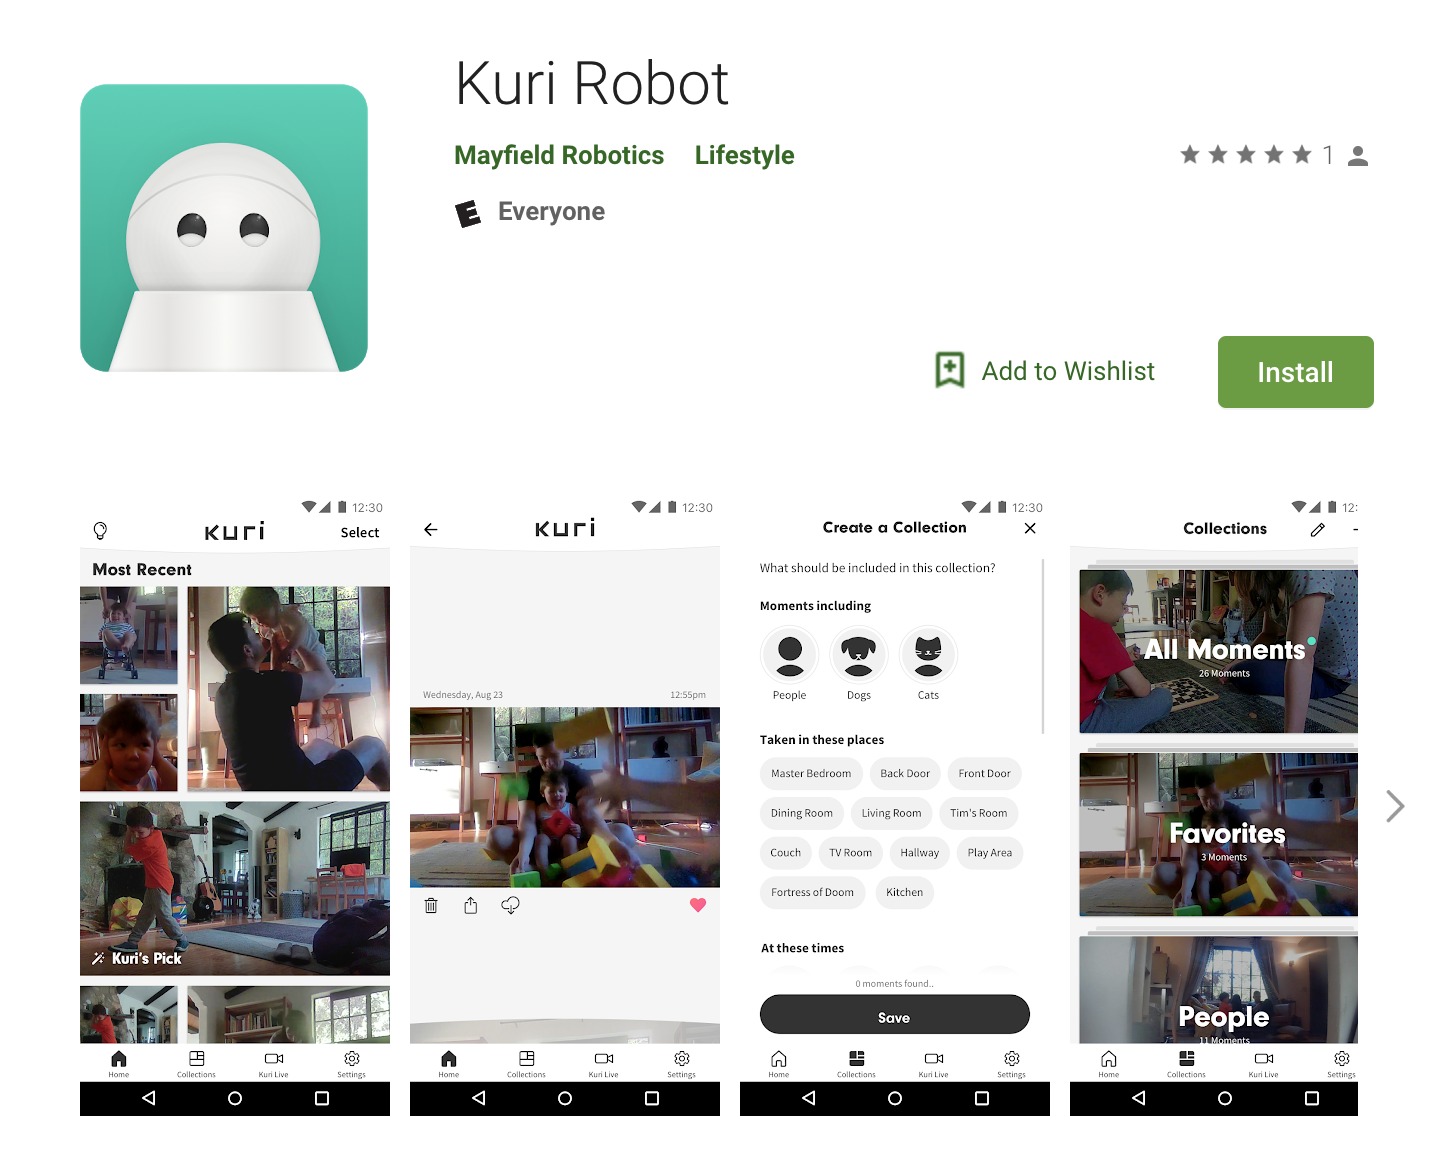 Kuri Robot
Mayfield Robotics Lifestyle
1
E Everyone
Add to Wishlist
Install
12:30
kuri
Select
Most Recent
Kuri's Pick
Home Collections Kuri Live Settings
12:30
kuri
Wednesday, Aug 23 12:55pm
Home Collections Kuri Live Settings
12:30
Create a Collection
What should be included in this collection?
Moments including
People Dogs Cats
Taken in these places
Master Bedroom Back Door Front Door
Dining Room Living Room Tim's Room
Couch TV Room Hallway Play Area
Fortress of Doom Kitchen
At these times
0 moments found..
Save
Home Collections Kuri Live Settings
12:
Collections
All Moments
26 Moments
Favorites
3 Moments
People
11 Moments
Home Collections Kuri Live Settings